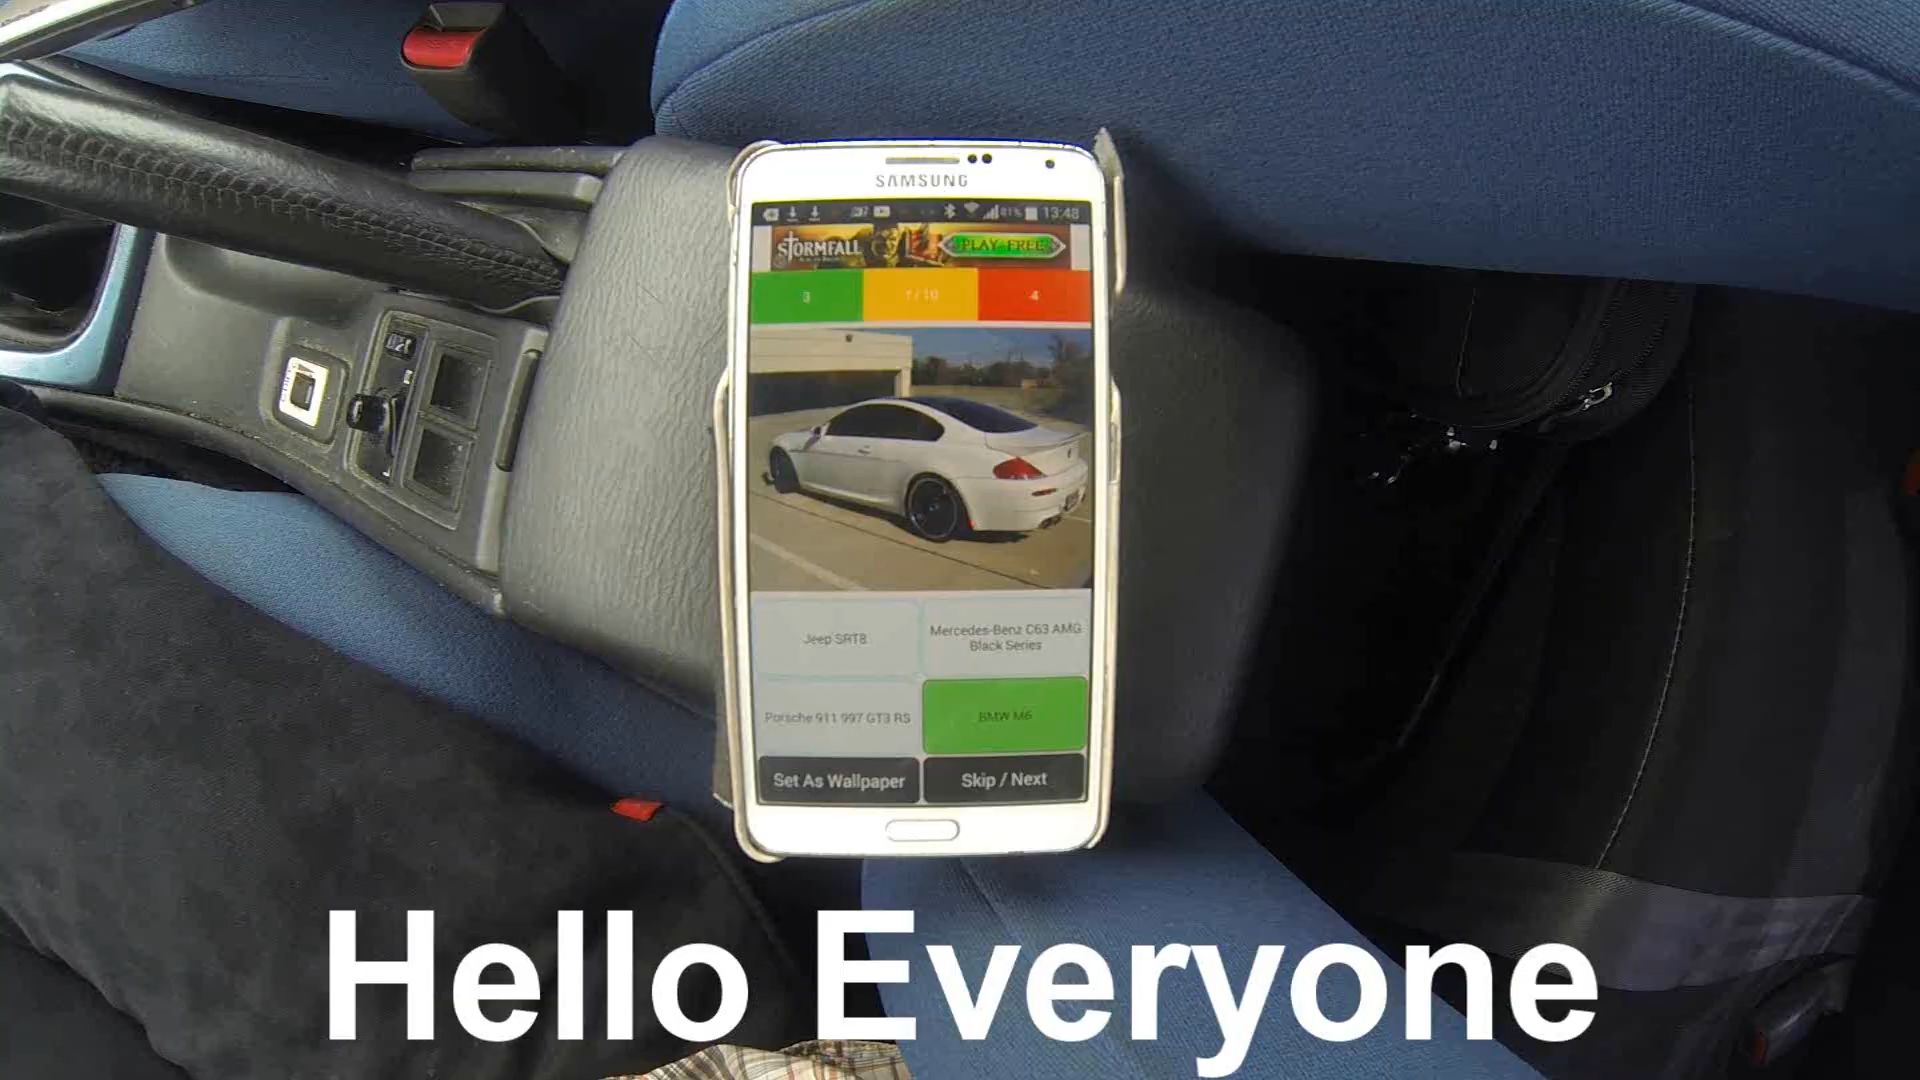 SAMSUNG
81% 13:48
STORMFALL
PLAY FREE
3
7 / 10
4
Jeep SRT8
Mercedes-Benz C63 AMG
Black Series
Porsche 911 997 GT3 RS
BMW M6
Set As Wallpaper
Skip / Next
Hello Everyone